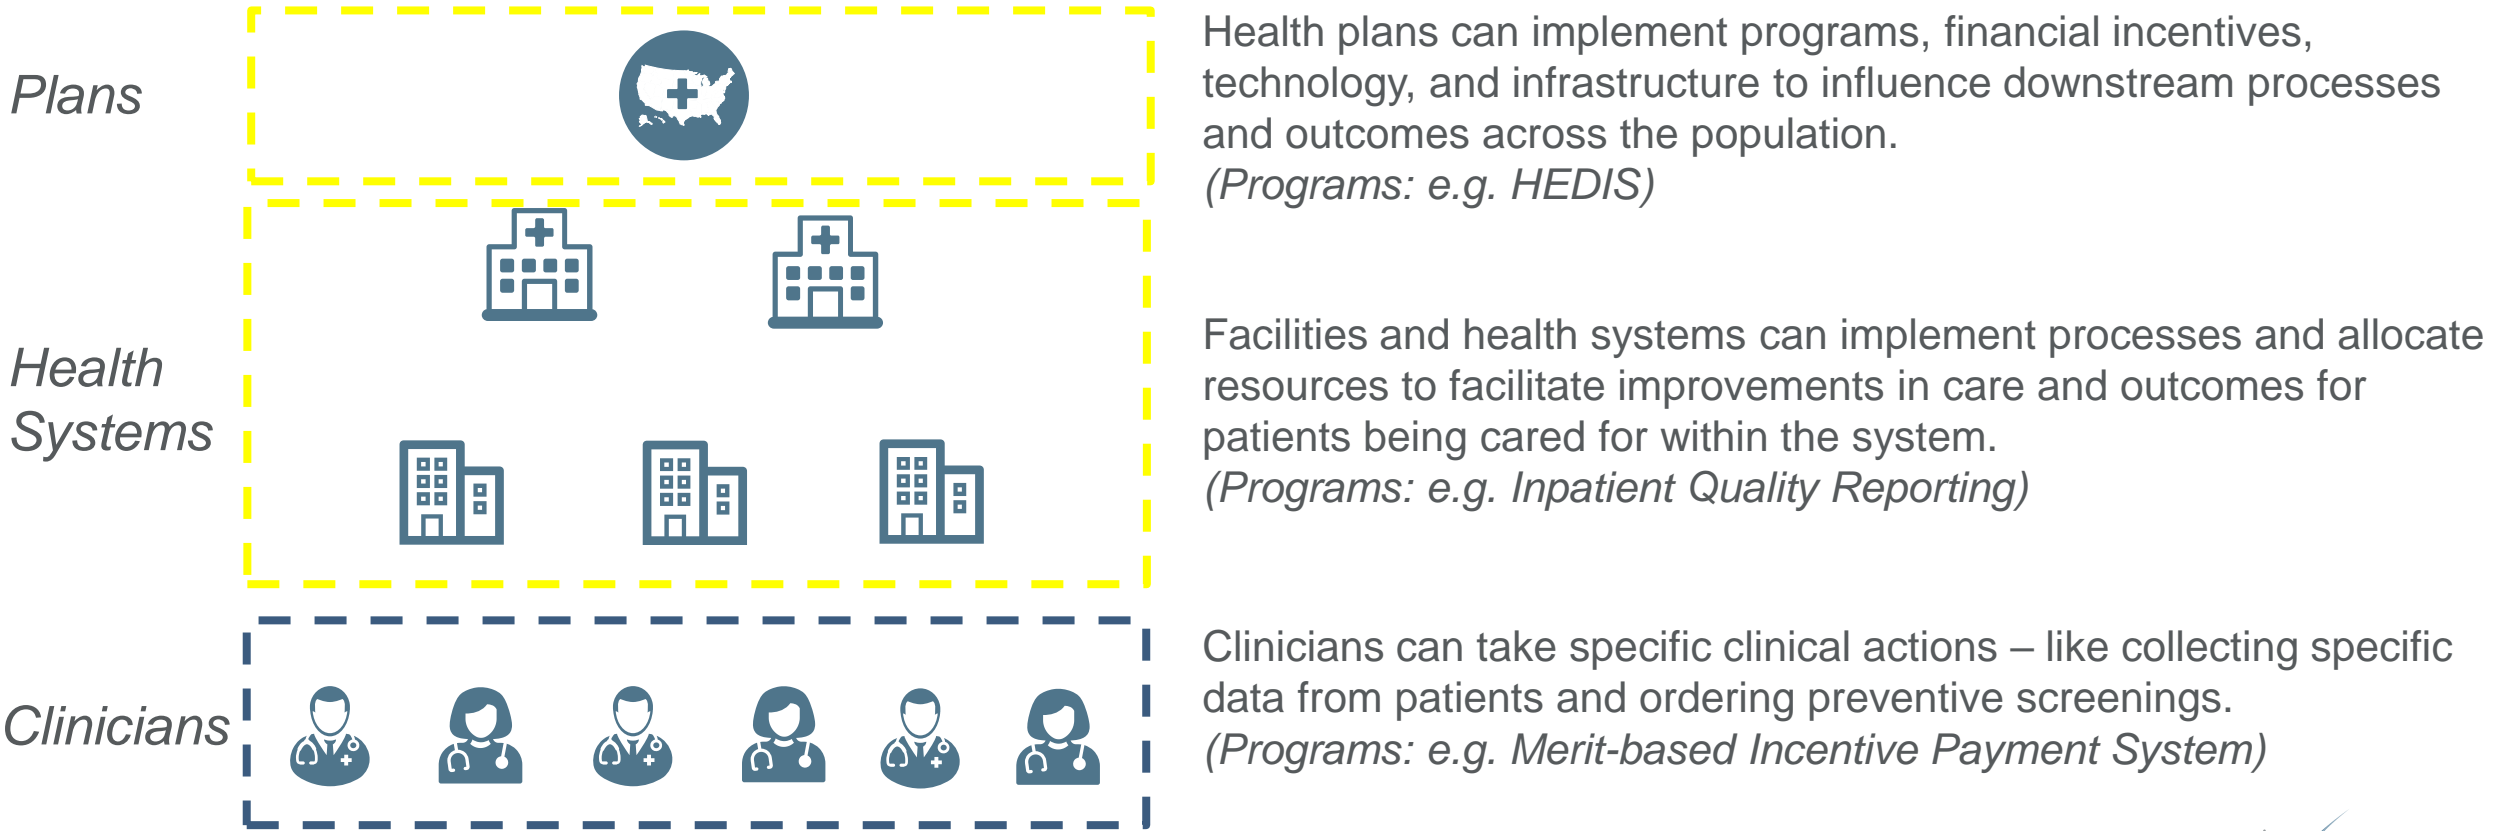 Plans
Health plans can implement programs, financial incentives,
technology, and infrastructure to influence downstream processes
and outcomes across the population.
(Programs: e.g. HEDIS)
Health
Systems
Facilities and health systems can implement processes and allocate
resources to facilitate improvements in care and outcomes for
patients being cared for within the system.
(Programs: e.g. Inpatient Quality Reporting)
Clinicians
Clinicians can take specific clinical actions – like collecting specific
data from patients and ordering preventive screenings.
(Programs: e.g. Merit-based Incentive Payment System)